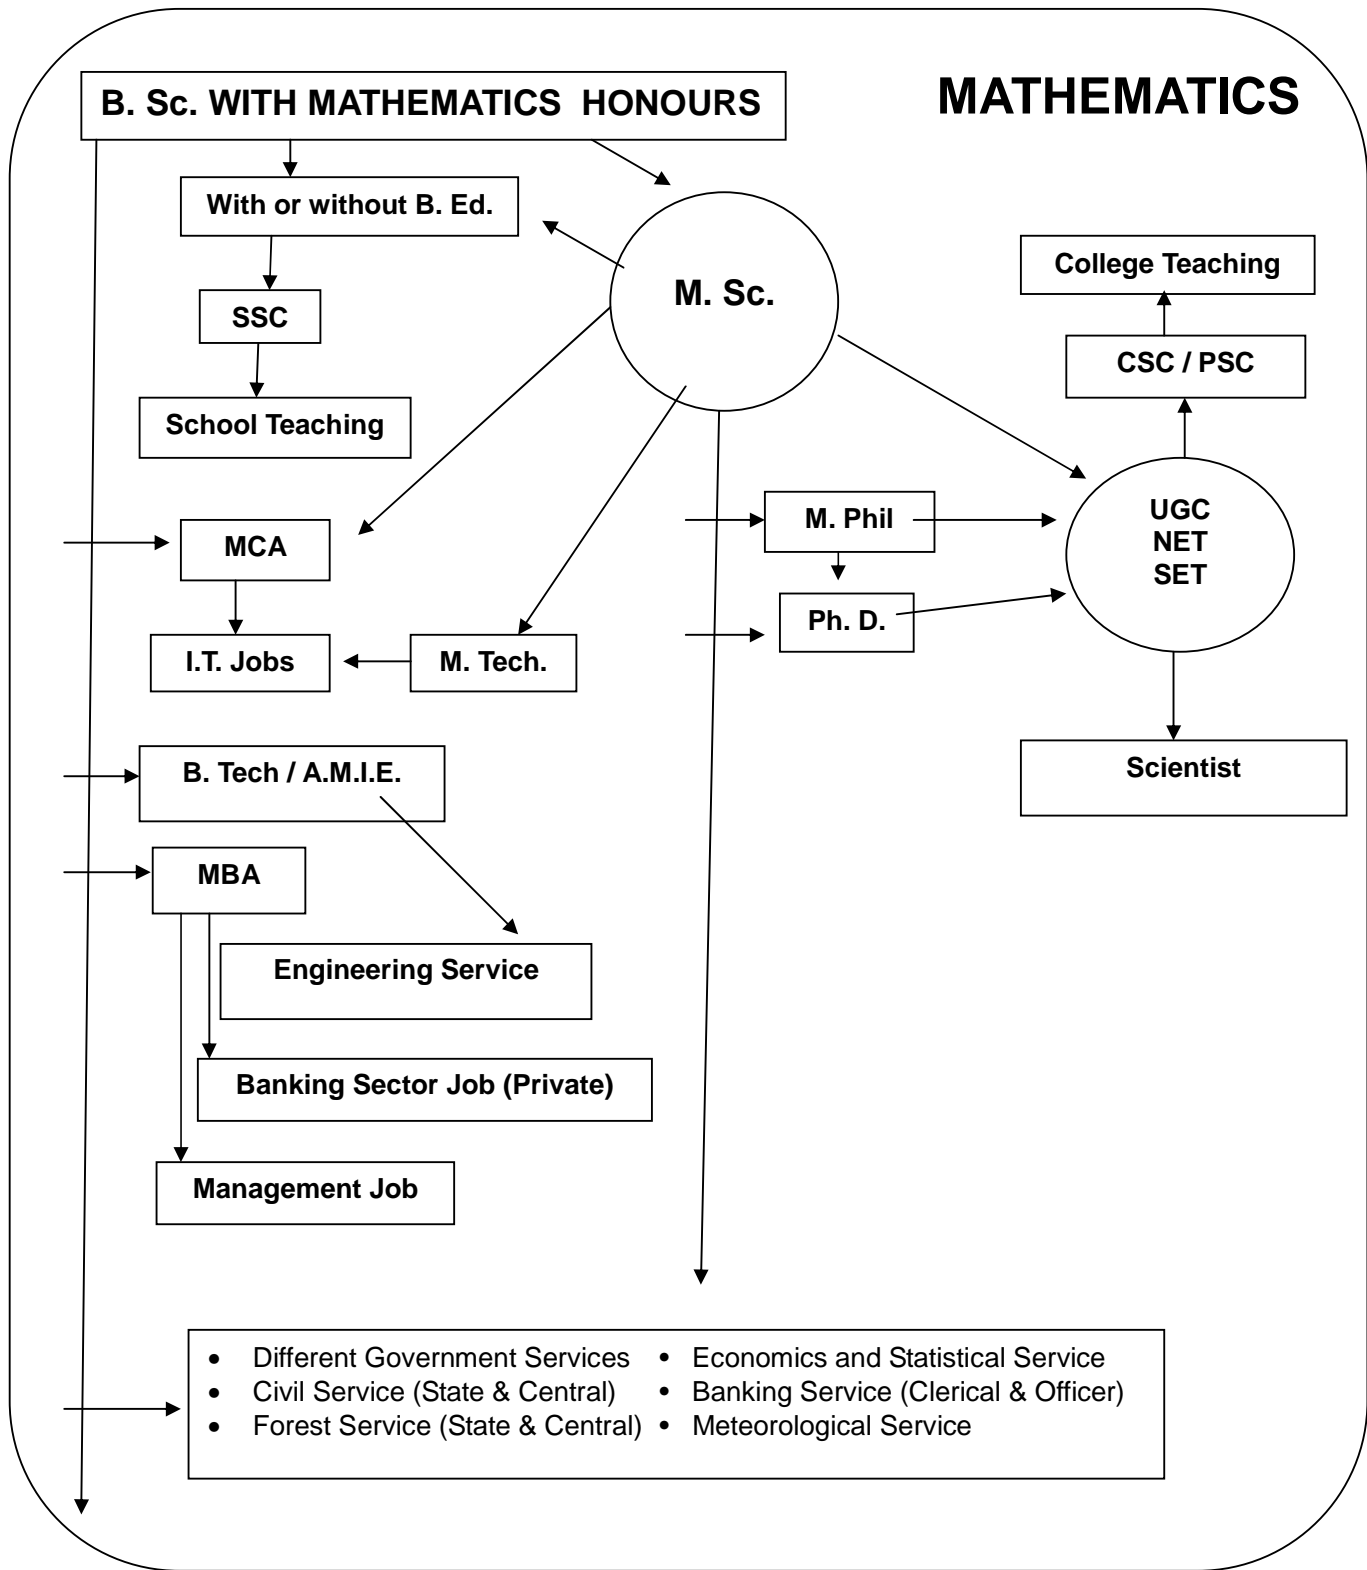 MATHEMATICS
B. Sc. WITH MATHEMATICS HONOURS
With or without B. Ed.
M. Sc.
SSC
School Teaching
College Teaching
CSC / PSC
MCA
I.T. Jobs
M. Tech.
M. Phil
Ph. D.
UGC
NET
SET
Scientist
B. Tech / A.M.I.E.
MBA
Engineering Service
Banking Sector Job (Private)
Management Job
• Different Government Services
• Civil Service (State & Central)
• Forest Service (State & Central)
• Economics and Statistical Service
• Banking Service (Clerical & Officer)
• Meteorological Service